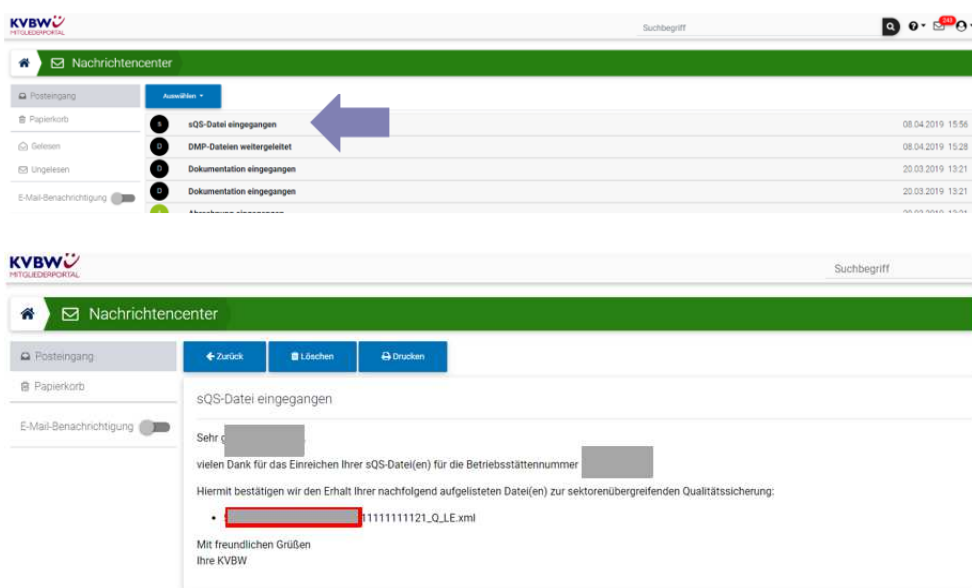 KVBW
MITGLIEDERPORTAL
Suchbegriff
241
Nachrichtencenter
Posteingang
Auswählen
Papierkorb
S sQS-Datei eingegangen 08.04.2019 15:56
D DMP-Dateien weitergeleitet 08.04.2019 15:28
Gelesen
D Dokumentation eingegangen 20.03.2019 13:21
Ungelesen
D Dokumentation eingegangen 20.03.2019 13:21
E-Mail-Benachrichtigung
KVBW
MITGLIEDERPORTAL
Suchbegriff
Nachrichtencenter
Posteingang
Zurück Löschen Drucken
Papierkorb
sQS-Datei eingegangen
E-Mail-Benachrichtigung
Sehr
vielen Dank für das Einreichen Ihrer sQS-Datei(en) für die Betriebsstättennummer
Hiermit bestätigen wir den Erhalt Ihrer nachfolgend aufgelisteten Datei(en) zur sektorenübergreifenden Qualitätssicherung:
11111111121_Q_LE.xml
Mit freundlichen Grüßen
Ihre KVBW